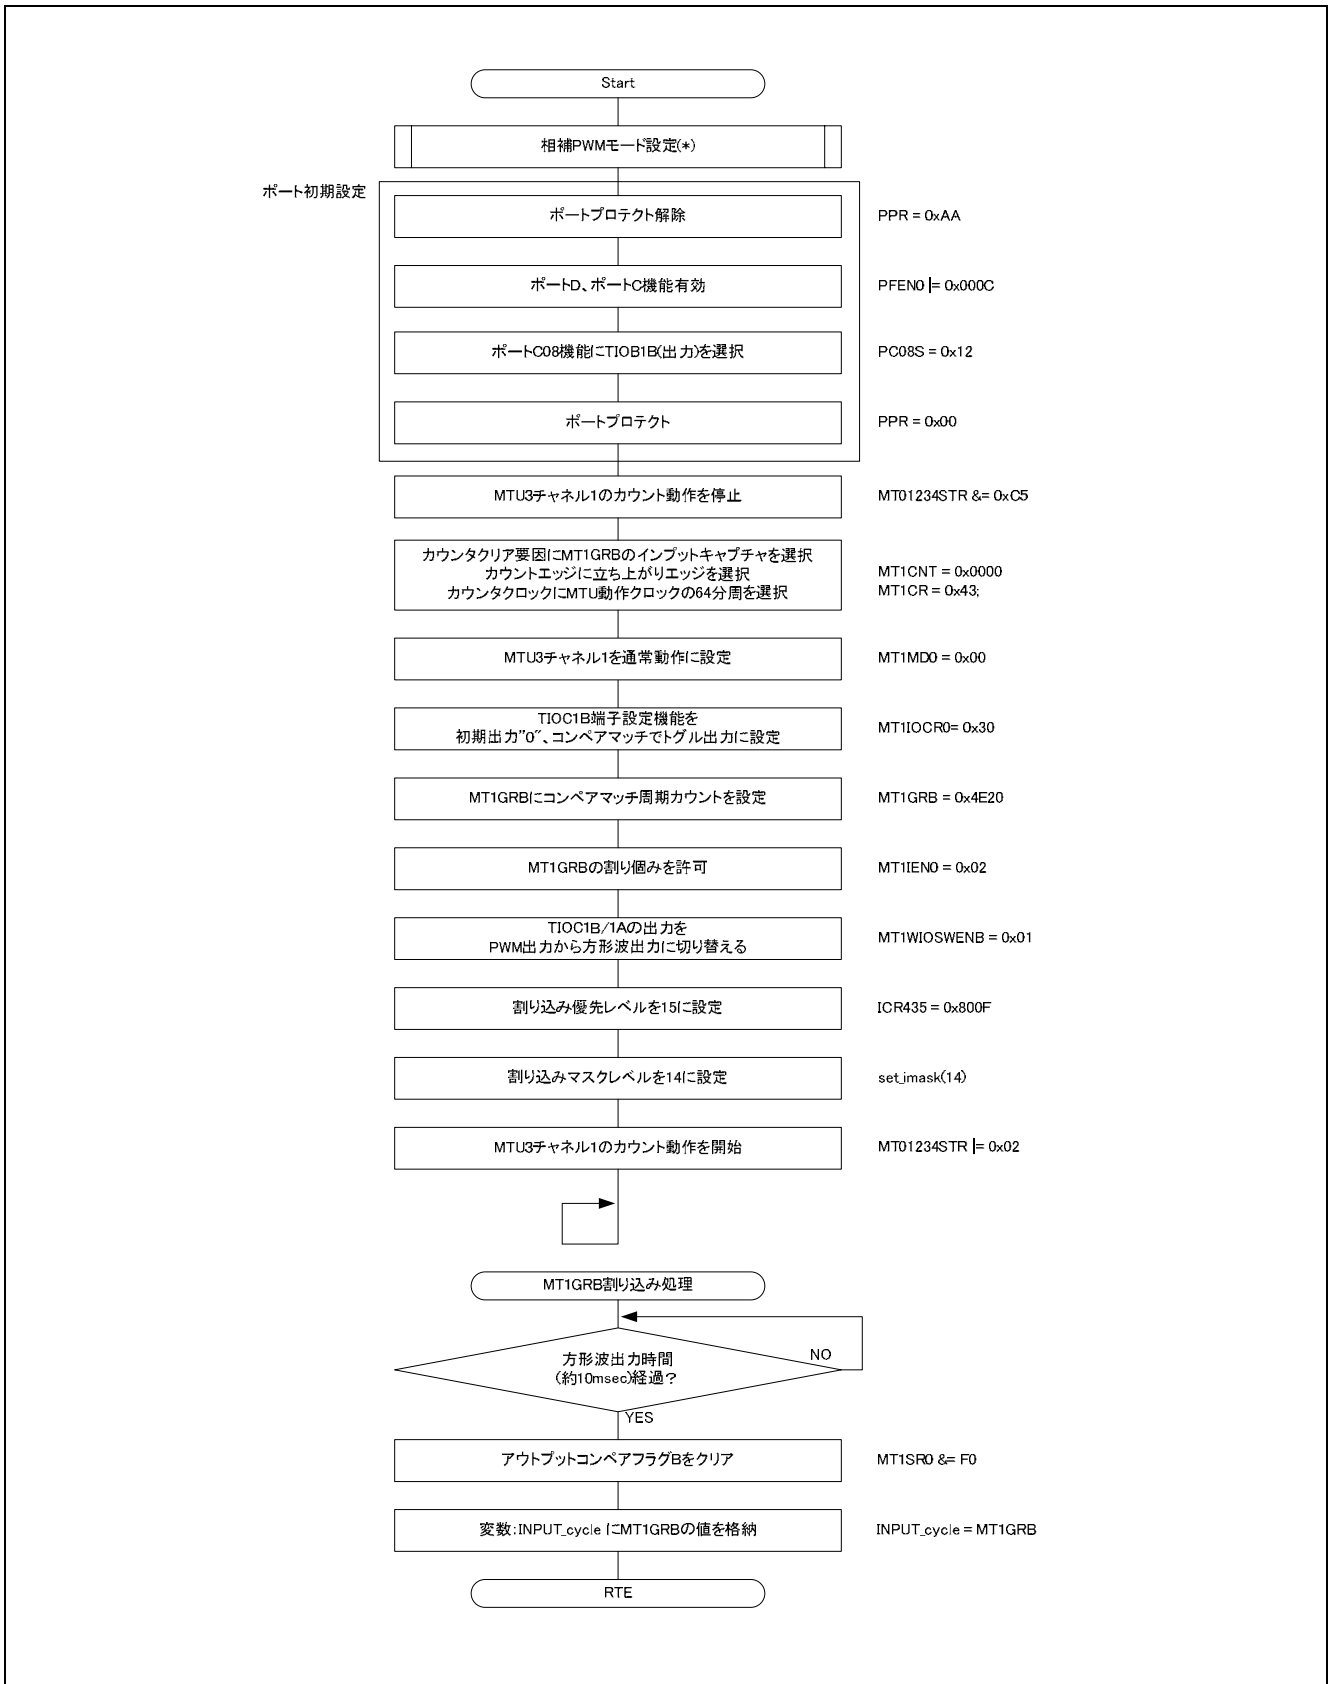 Start
相補PWMモード設定(*)
ポート初期設定
ポートプロテクト解除
PPR = 0xAA
ポートD、ポートC機能有効
PFEN0 |= 0x000C
ポートC08機能にTIOB1B(出力)を選択
PC08S = 0x12
ポートプロテクト
PPR = 0x00
MTU3チャネル1のカウント動作を停止
MT01234STR &= 0xC5
カウンタクリア要因にMT1GRBのインプットキャプチャを選択
カウントエッジに立ち上がりエッジを選択
カウンタクロックにMTU動作クロックの64分周を選択
MT1CNT = 0x0000
MT1CR = 0x43;
MTU3チャネル1を通常動作に設定
MT1MD0 = 0x00
TIOC1B端子設定機能を
初期出力"0"、コンペアマッチでトグル出力に設定
MT1IOCR0= 0x30
MT1GRBにコンペアマッチ周期カウントを設定
MT1GRB = 0x4E20
MT1GRBの割り個みを許可
MT1IEN0 = 0x02
TIOC1B/1Aの出力を
PWM出力から方形波出力に切り替える
MT1WIOSWENB = 0x01
割り込み優先レベルを15に設定
ICR435 = 0x800F
割り込みマスクレベルを14に設定
set_imask(14)
MTU3チャネル1のカウント動作を開始
MT01234STR |= 0x02
MT1GRB割り込み処理
方形波出力時間
(約10msec)経過?
NO
YES
アウトプットコンペアフラグBをクリア
MT1SR0 &= F0
変数:INPUT_cycle にMT1GRBの値を格納
INPUT_cycle = MT1GRB
RTE